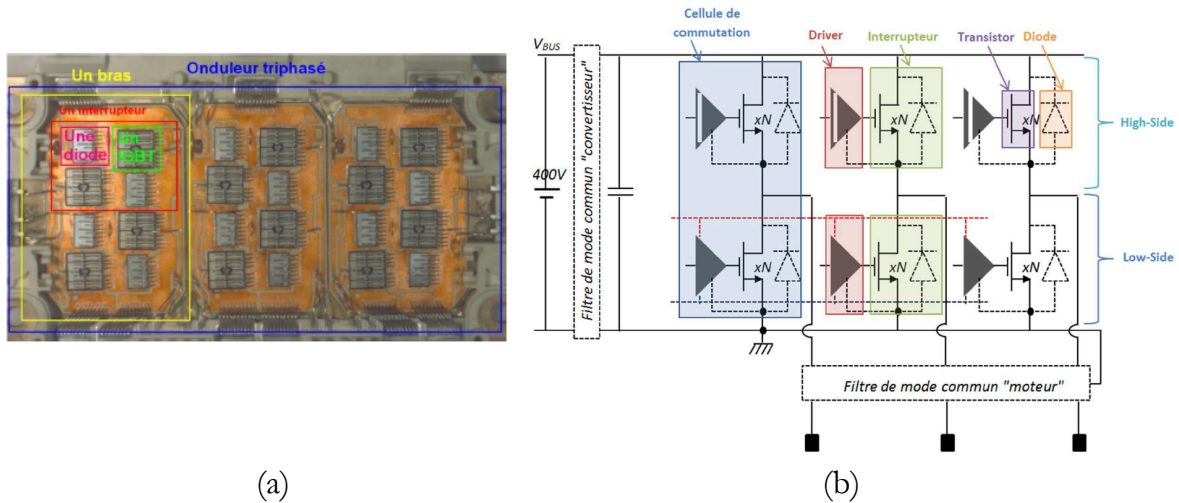 Onduleur triphasé
Un bras
Un interrupteur
Une
diode
Un
IGBT
(a)
Cellule de
commutation
Driver
Interrupteur
Transistor
Diode
V_BUS
400V
Filtre de mode commun "convertisseur"
xN
xN
xN
High-Side
xN
xN
xN
Low-Side
Filtre de mode commun "moteur"
(b)